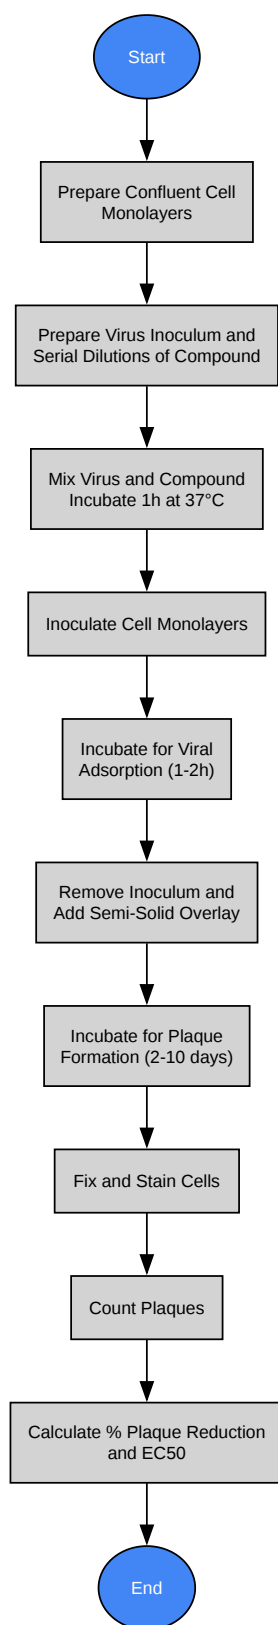 Start
Prepare Confluent Cell
Monolayers
Prepare Virus Inoculum and
Serial Dilutions of Compound
Mix Virus and Compound
Incubate 1h at 37°C
Inoculate Cell Monolayers
Incubate for Viral
Adsorption (1-2h)
Remove Inoculum and
Add Semi-Solid Overlay
Incubate for Plaque
Formation (2-10 days)
Fix and Stain Cells
Count Plaques
Calculate % Plaque Reduction
and EC50
End